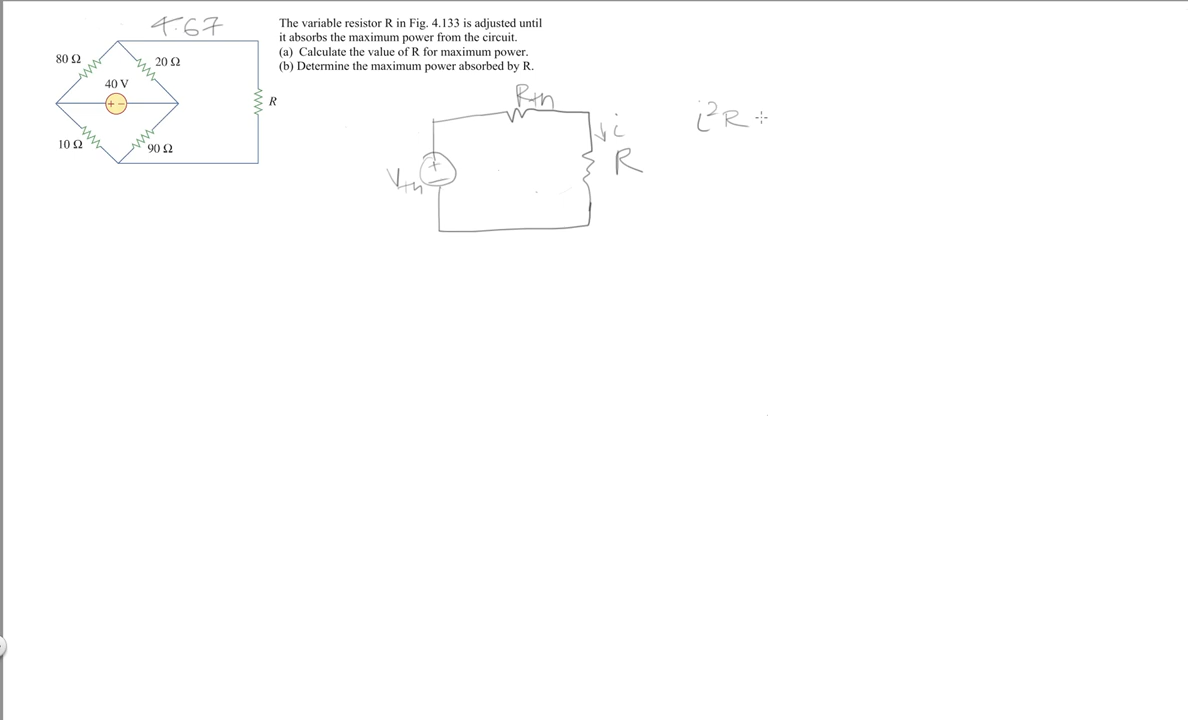 4.67
The variable resistor R in Fig. 4.133 is adjusted until
it absorbs the maximum power from the circuit.
(a) Calculate the value of R for maximum power.
(b) Determine the maximum power absorbed by R.
80 Ω
20 Ω
40 V
+ −
R
10 Ω
90 Ω
Rth
i
R
Vth
+
−
i²R